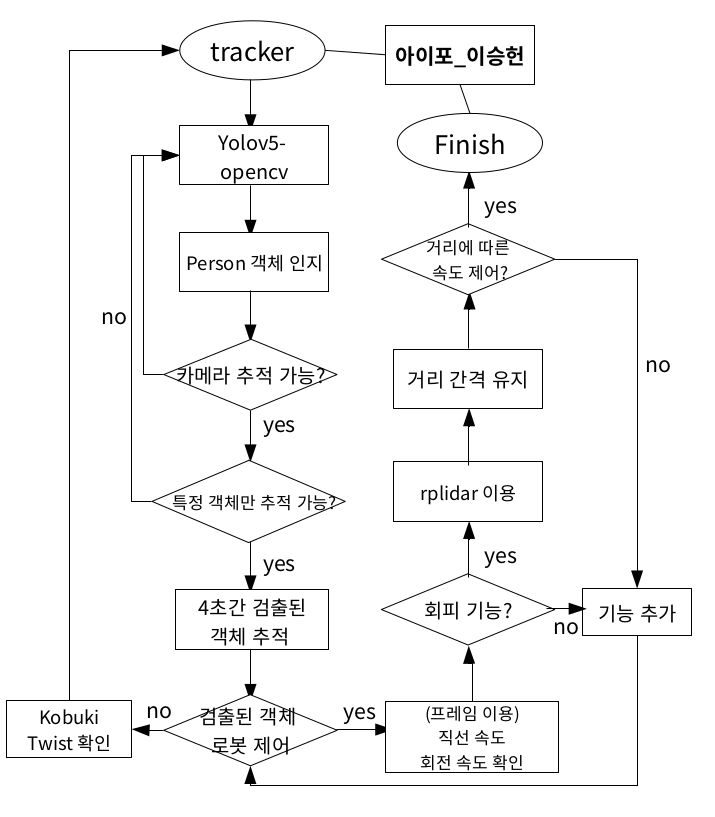 tracker
아이포_이승헌
Yolov5-
opencv
Person 객체 인지
no
카메라 추적 가능?
yes
특정 객체만 추적 가능?
yes
4초간 검출된
객체 추적
검출된 객체
로봇 제어
no
Kobuki
Twist 확인
yes
(프레임 이용)
직선 속도
회전 속도 확인
회피 기능?
no
기능 추가
yes
rplidar 이용
거리 간격 유지
거리에 따른
속도 제어?
no
yes
Finish